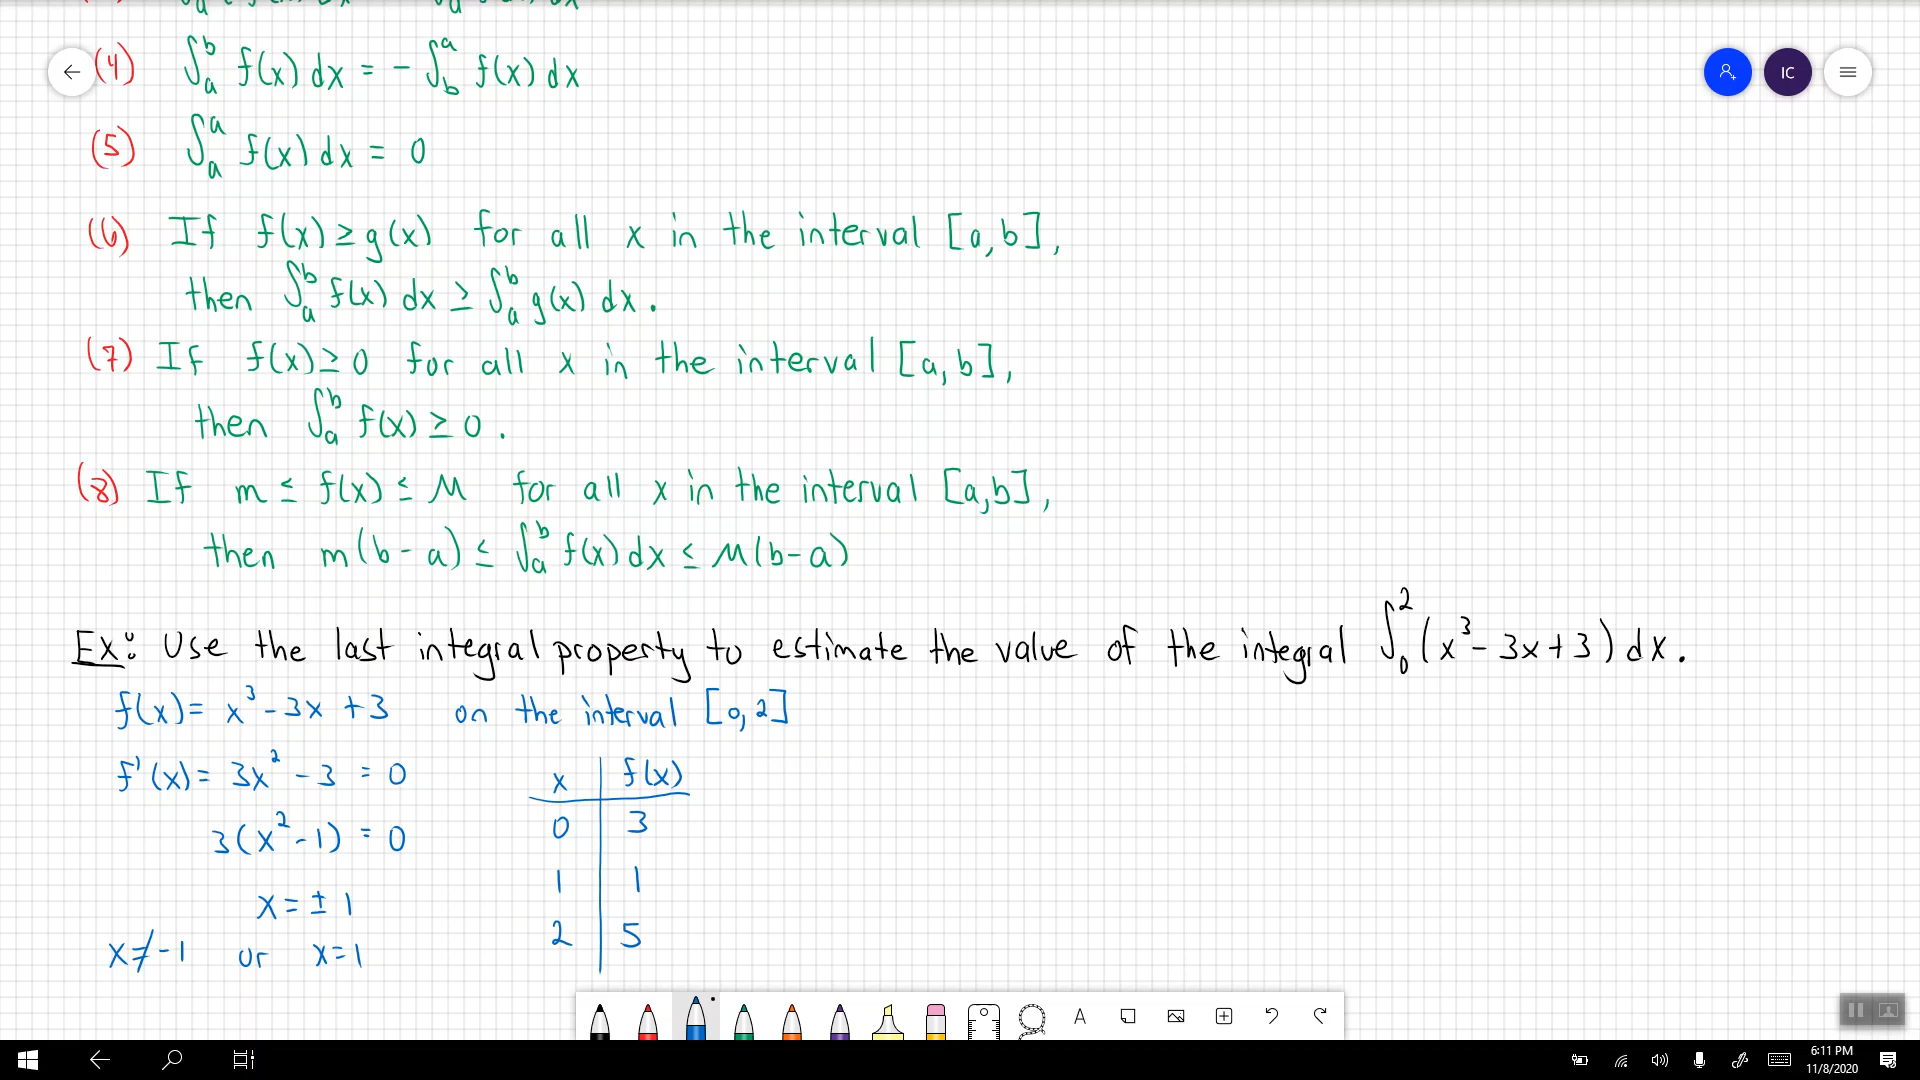 (4) ∫_a^b f(x) dx = - ∫_b^a f(x) dx
IC
(5) ∫_a^a f(x) dx = 0
(6) If f(x) ≥ g(x) for all x in the interval [a,b],
then ∫_a^b f(x) dx ≥ ∫_a^b g(x) dx.
(7) If f(x) ≥ 0 for all x in the interval [a,b],
then ∫_a^b f(x) ≥ 0.
(8) If m ≤ f(x) ≤ M for all x in the interval [a,b],
then m(b-a) ≤ ∫_a^b f(x) dx ≤ M(b-a)
Ex: Use the last integral property to estimate the value of the integral ∫_0^2 (x³ - 3x + 3) dx.
f(x) = x³ - 3x + 3 on the interval [0,2]
f'(x) = 3x² - 3 = 0
3(x² - 1) = 0
x = ± 1
x ≠ -1 or x = 1
x f(x)
0 3
1 1
2 5
A
6:11 PM
11/8/2020